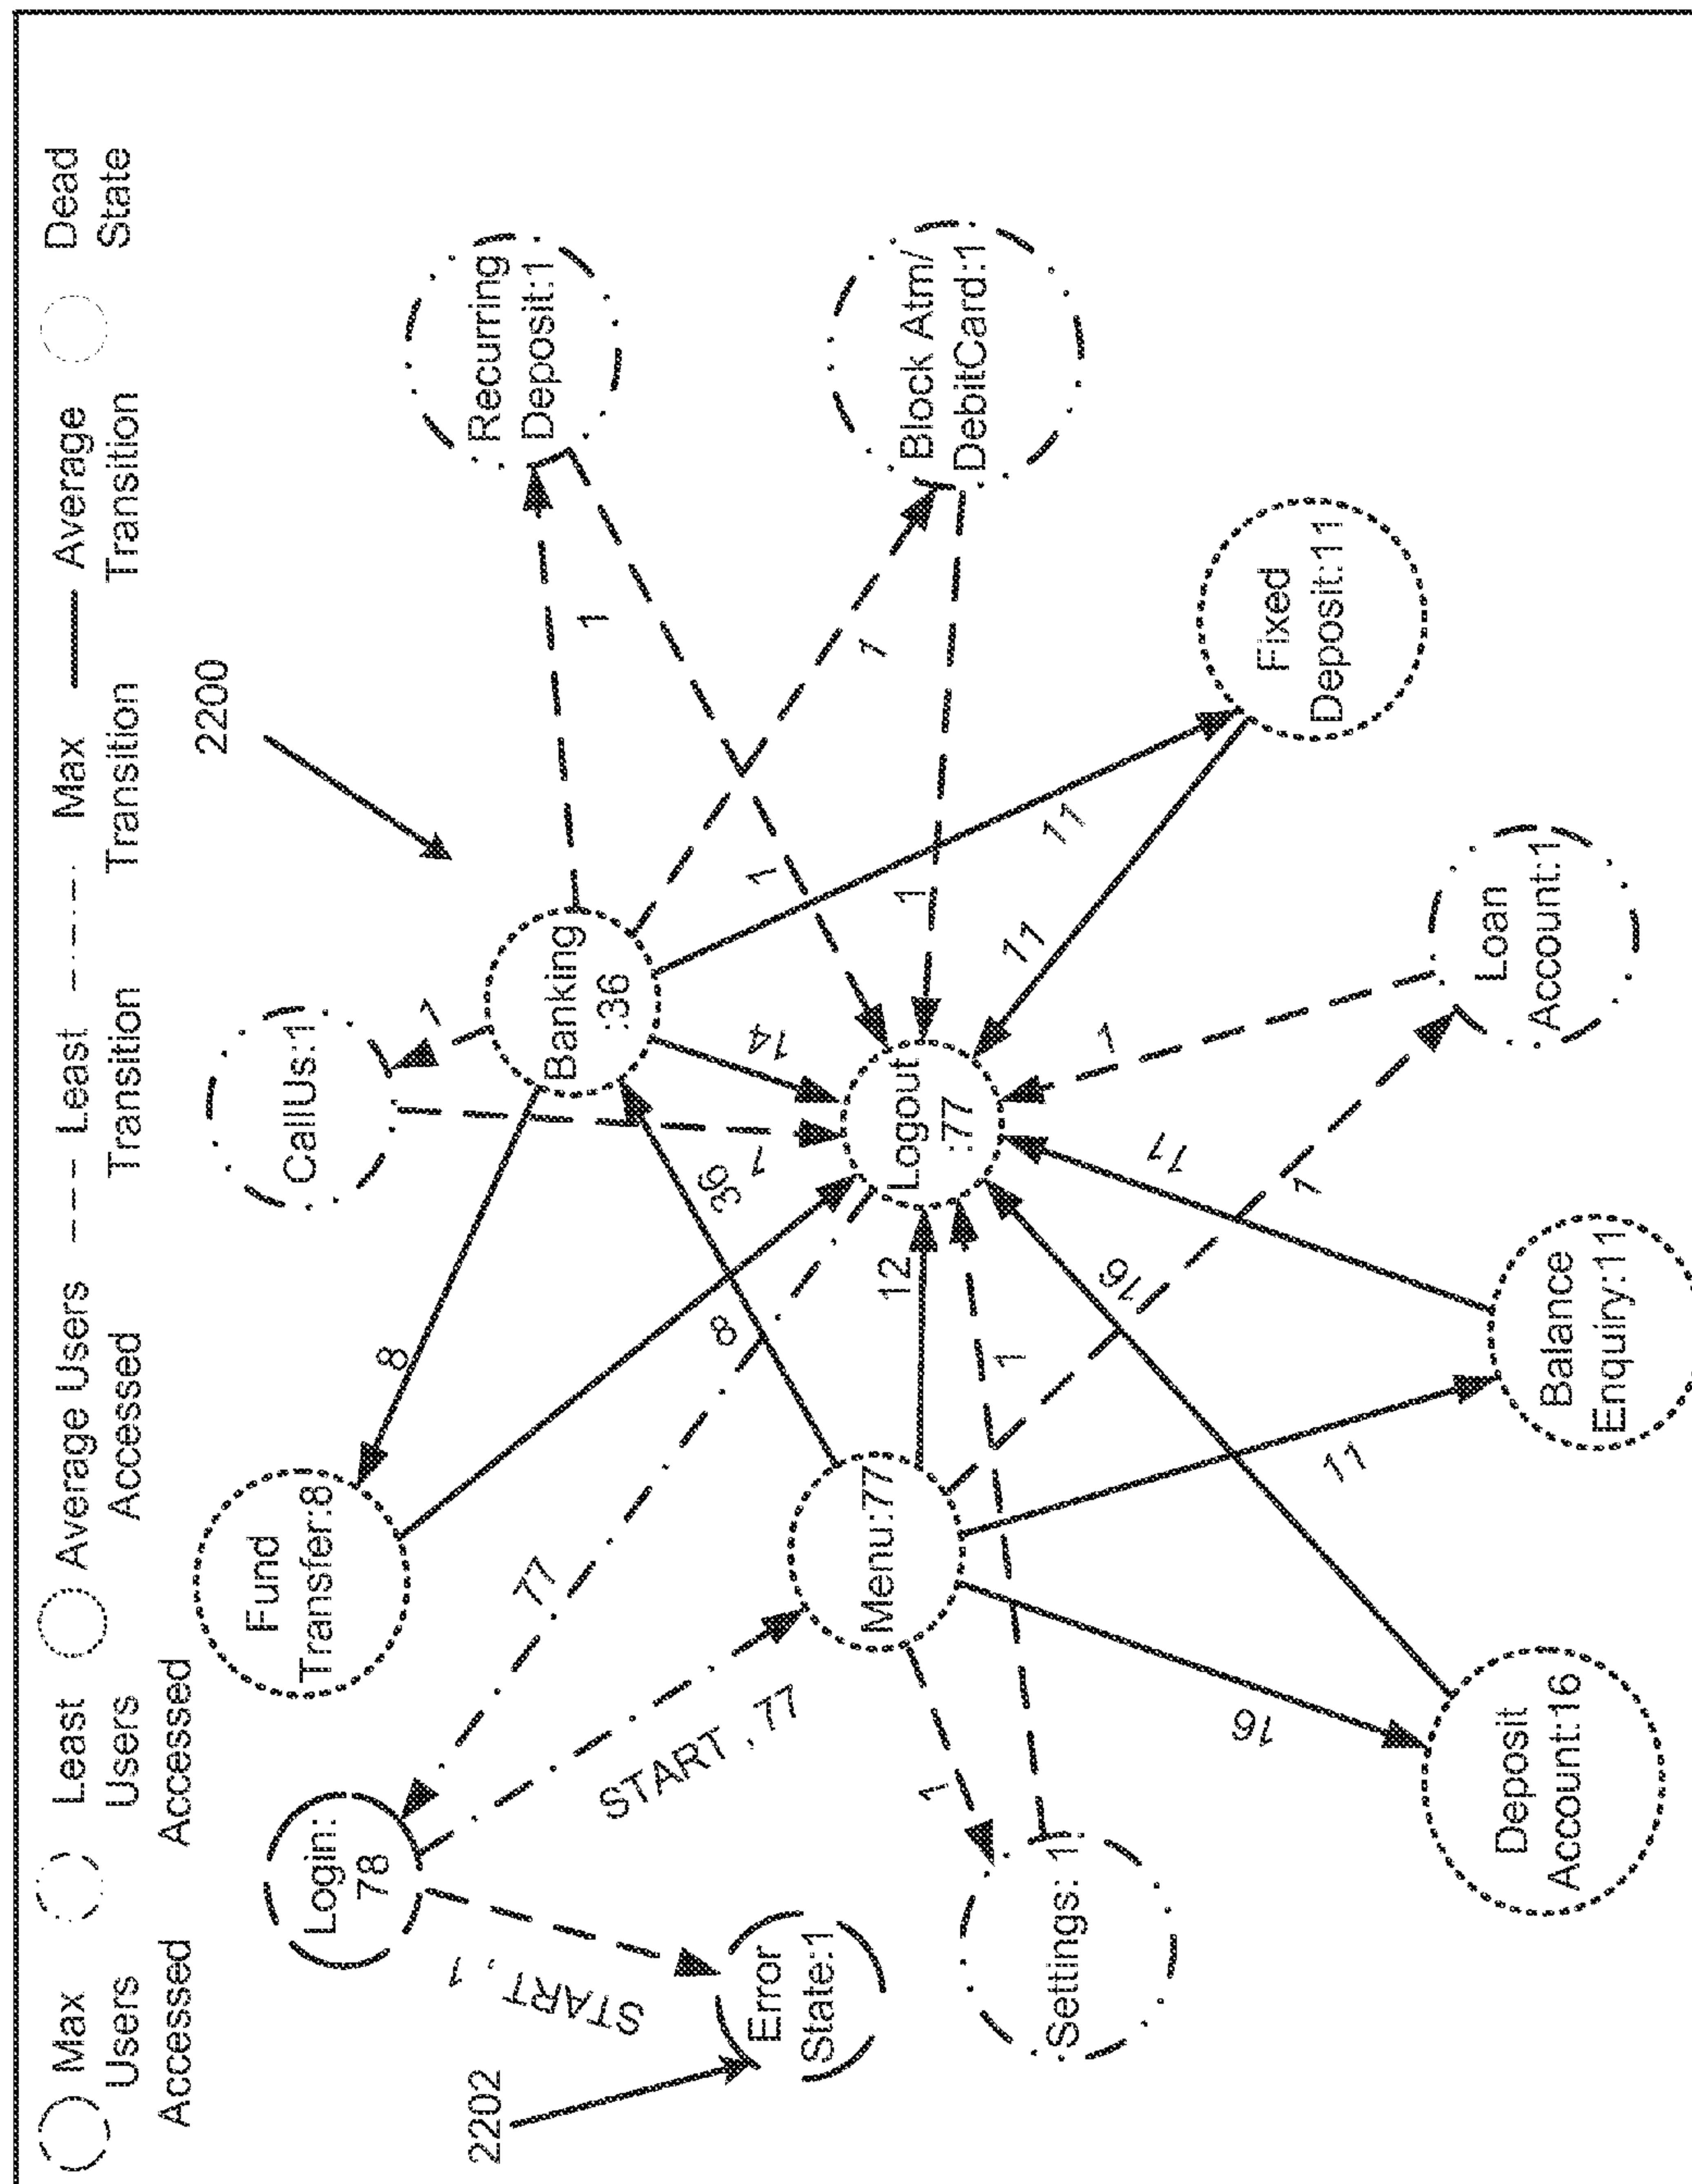 Max
Users
Accessed
Least
Users
Accessed
Average Users
Accessed
Least
Transition
Max
Transition
Average
Transition
Dead
State
2200
2202
Login:
78
START , 1
Error
State:1
START , 77
77
Fund
Transfer:8
8
8
CallUs:1
1
1
Banking
:36
36
14
Recurring
Deposit:1
1
1
Block Atm/
DebitCard:1
1
1
Fixed
Deposit:11
11
11
Menu:77
12
Logout
:77
Settings: 1
1
1
Deposit
Account:16
16
16
Balance
Enquiry:11
11
11
Loan
Account:1
1
1